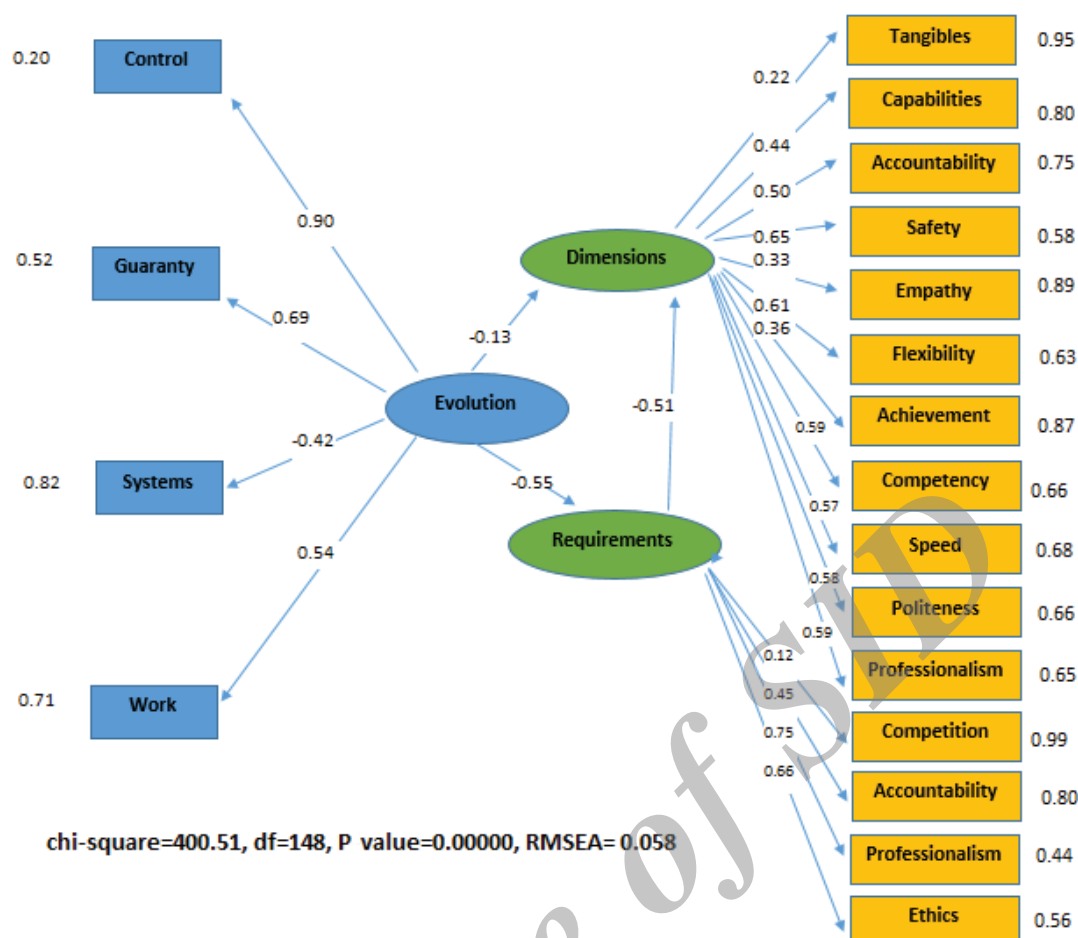 0.20
Control
0.52
Guaranty
0.82
Systems
0.71
Work
0.90
0.69
-0.42
0.54
Evolution
-0.13
-0.55
Dimensions
-0.51
Requirements
0.22
0.44
0.50
0.65
0.33
0.61
0.36
0.59
0.57
0.58
0.59
0.12
0.45
0.75
0.66
Tangibles 0.95
Capabilities 0.80
Accountability 0.75
Safety 0.58
Empathy 0.89
Flexibility 0.63
Achievement 0.87
Competency 0.66
Speed 0.68
Politeness 0.66
Professionalism 0.65
Competition 0.99
Accountability 0.80
Professionalism 0.44
Ethics 0.56
chi-square=400.51, df=148, P value=0.00000, RMSEA= 0.058
of SID